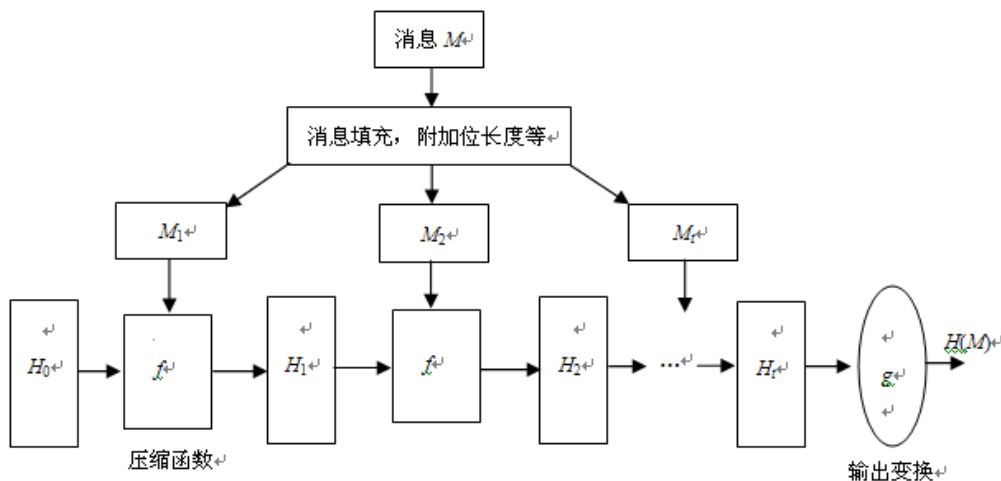 消息 M
消息填充，附加位长度等
M₁
M₂
Mₜ
H₀
f
H₁
f
H₂
…
Hₜ
g
H(M)
压缩函数
输出变换